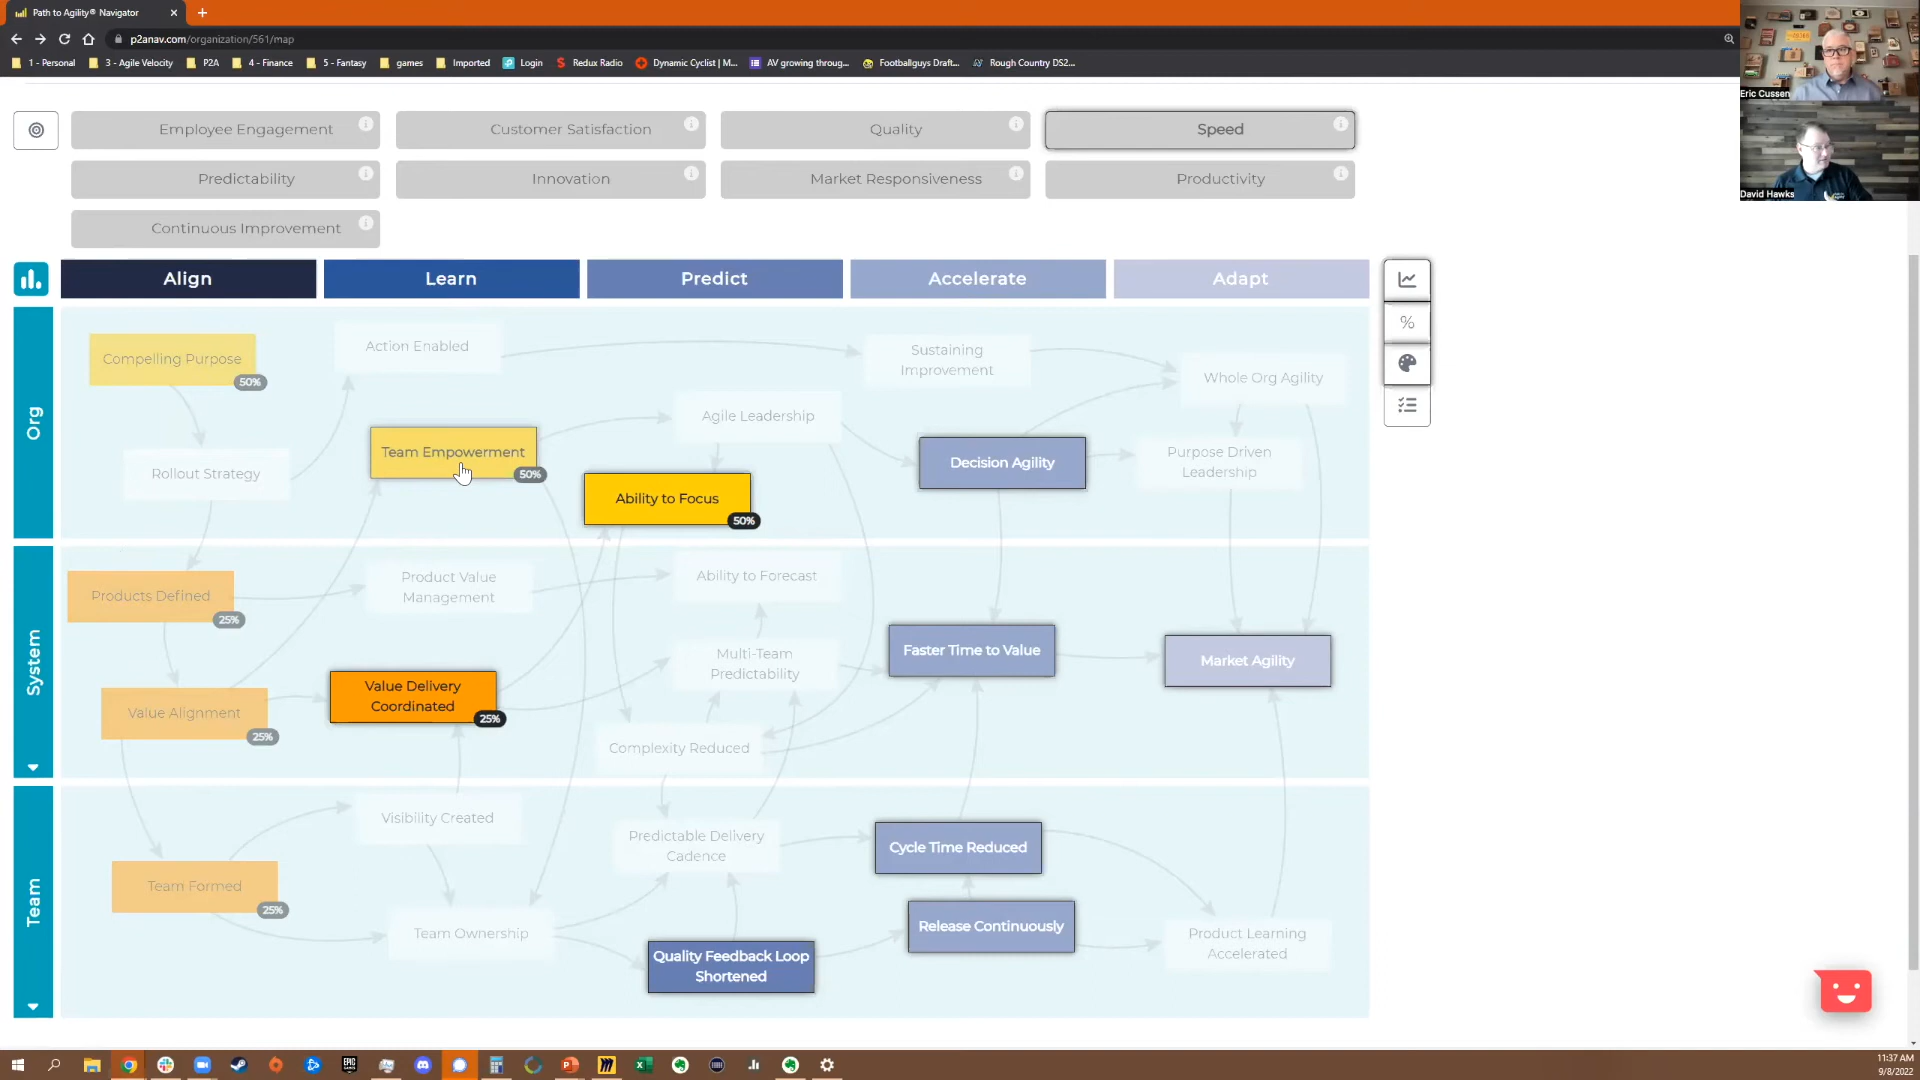 Path to Agility® Navigator
p2anav.com/organization/561/map
1 - Personal
3 - Agile Velocity
P2A
4 - Finance
5 - Fantasy
games
Imported
Login
Redux Radio
Dynamic Cyclist | M...
AV growing throug...
Footballguys Draft...
Rough Country DS2...
Eric Cussen
David Hawks
Employee Engagement
Customer Satisfaction
Quality
Speed
Predictability
Innovation
Market Responsiveness
Productivity
Continuous Improvement
Align
Learn
Predict
Accelerate
Adapt
%
Org
Compelling Purpose
50%
Action Enabled
Sustaining
Improvement
Whole Org Agility
Agile Leadership
Team Empowerment
50%
Rollout Strategy
Ability to Focus
50%
Decision Agility
Purpose Driven
Leadership
System
Products Defined
25%
Product Value
Management
Ability to Forecast
Multi-Team
Predictability
Faster Time to Value
Market Agility
Value Alignment
25%
Value Delivery
Coordinated
25%
Complexity Reduced
Team
Visibility Created
Predictable Delivery
Cadence
Cycle Time Reduced
Team Formed
25%
Team Ownership
Quality Feedback Loop
Shortened
Release Continuously
Product Learning
Accelerated
11:37 AM
9/8/2022